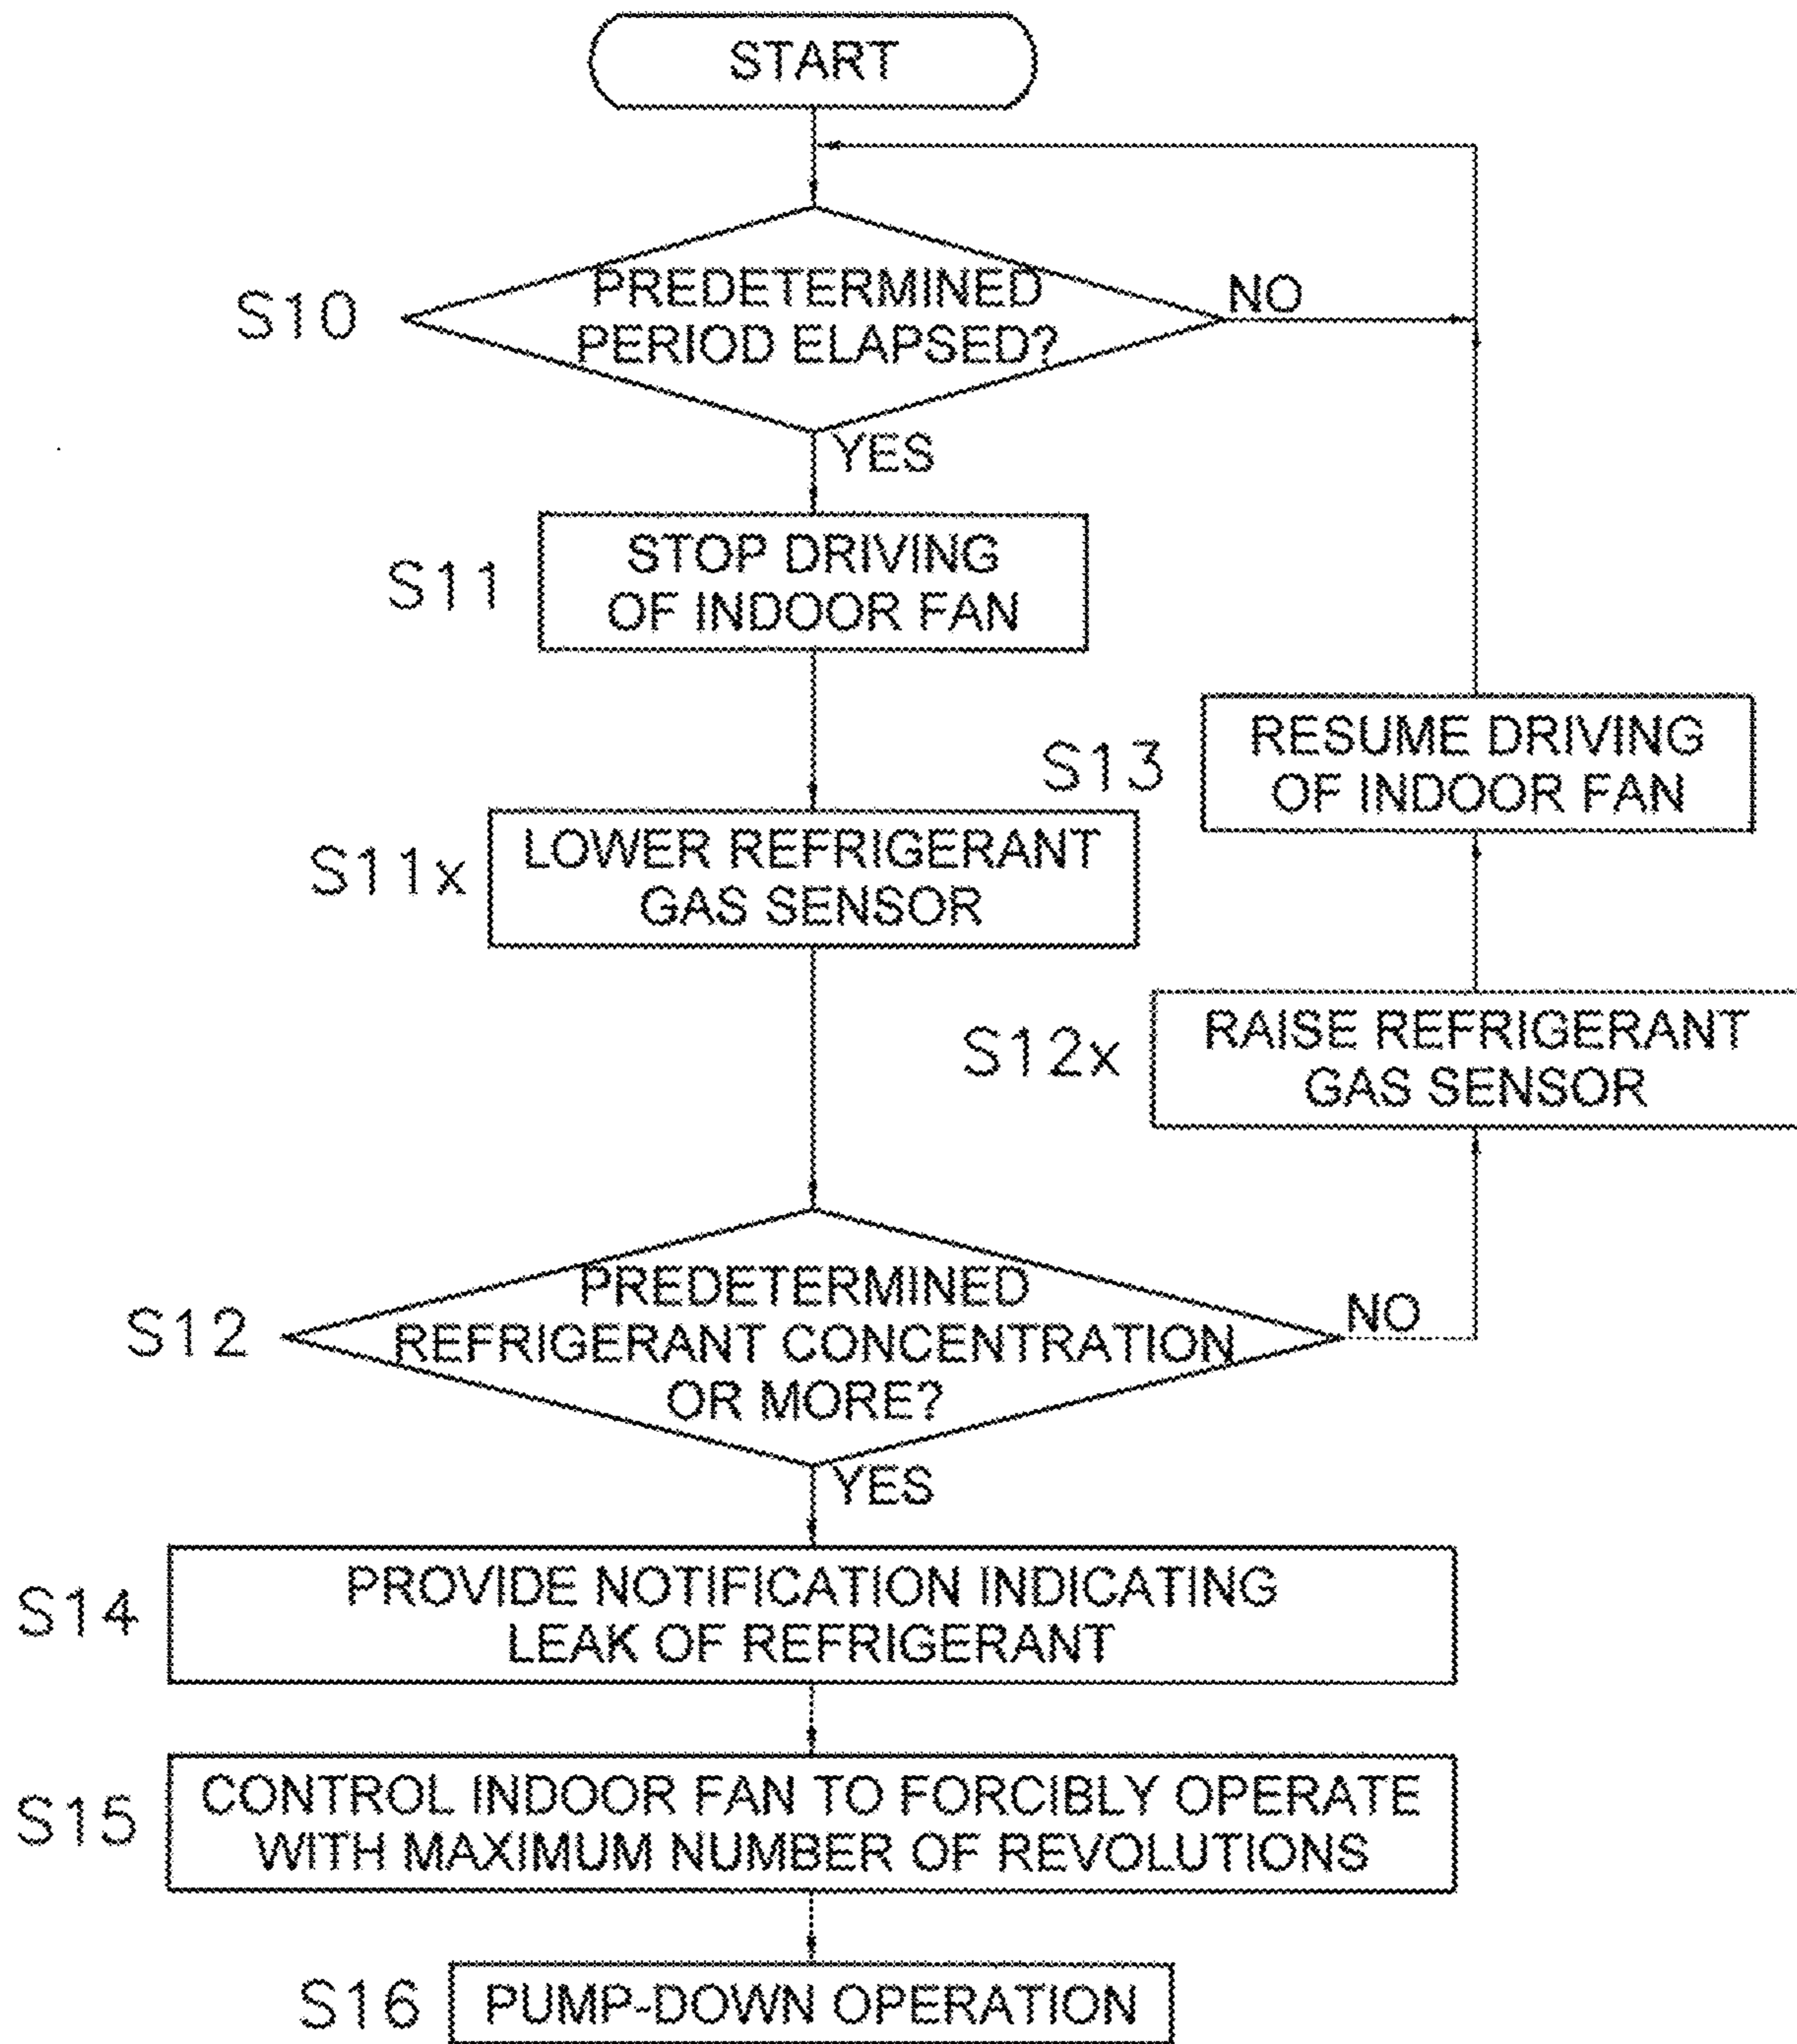 START
S10
PREDETERMINED
PERIOD ELAPSED?
NO
YES
S11
STOP DRIVING
OF INDOOR FAN
S13
RESUME DRIVING
OF INDOOR FAN
S11x
LOWER REFRIGERANT
GAS SENSOR
S12x
RAISE REFRIGERANT
GAS SENSOR
S12
PREDETERMINED
REFRIGERANT CONCENTRATION
OR MORE?
NO
YES
S14
PROVIDE NOTIFICATION INDICATING
LEAK OF REFRIGERANT
S15
CONTROL INDOOR FAN TO FORCIBLY OPERATE
WITH MAXIMUM NUMBER OF REVOLUTIONS
S16
PUMP-DOWN OPERATION